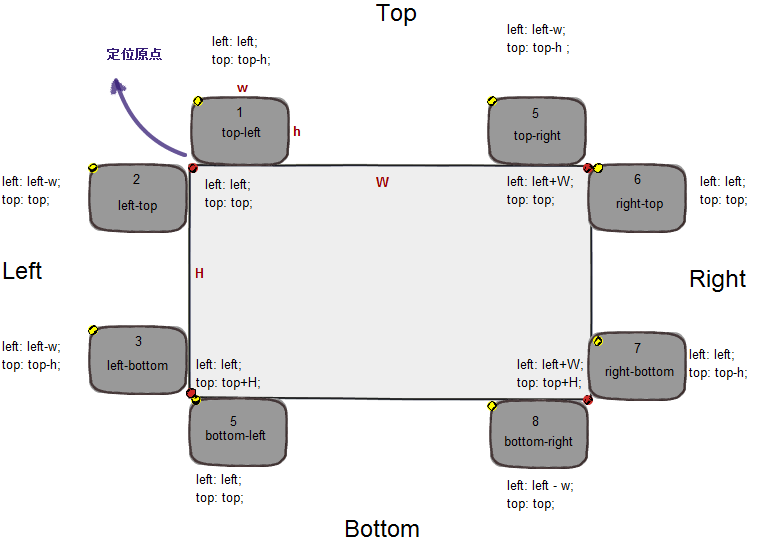 Top
left: left;
top: top-h;
left: left-w;
top: top-h ;
定位原点
w
1
top-left
h
5
top-right
left: left-w;
top: top;
2
left-top
left: left;
top: top;
W
left: left+W;
top: top;
6
right-top
left: left;
top: top;
Left
H
Right
left: left-w;
top: top-h;
3
left-bottom
left: left;
top: top+H;
left: left+W;
top: top+H;
7
right-bottom
left: left;
top: top-h;
5
bottom-left
8
bottom-right
left: left;
top: top;
left: left - w;
top: top;
Bottom